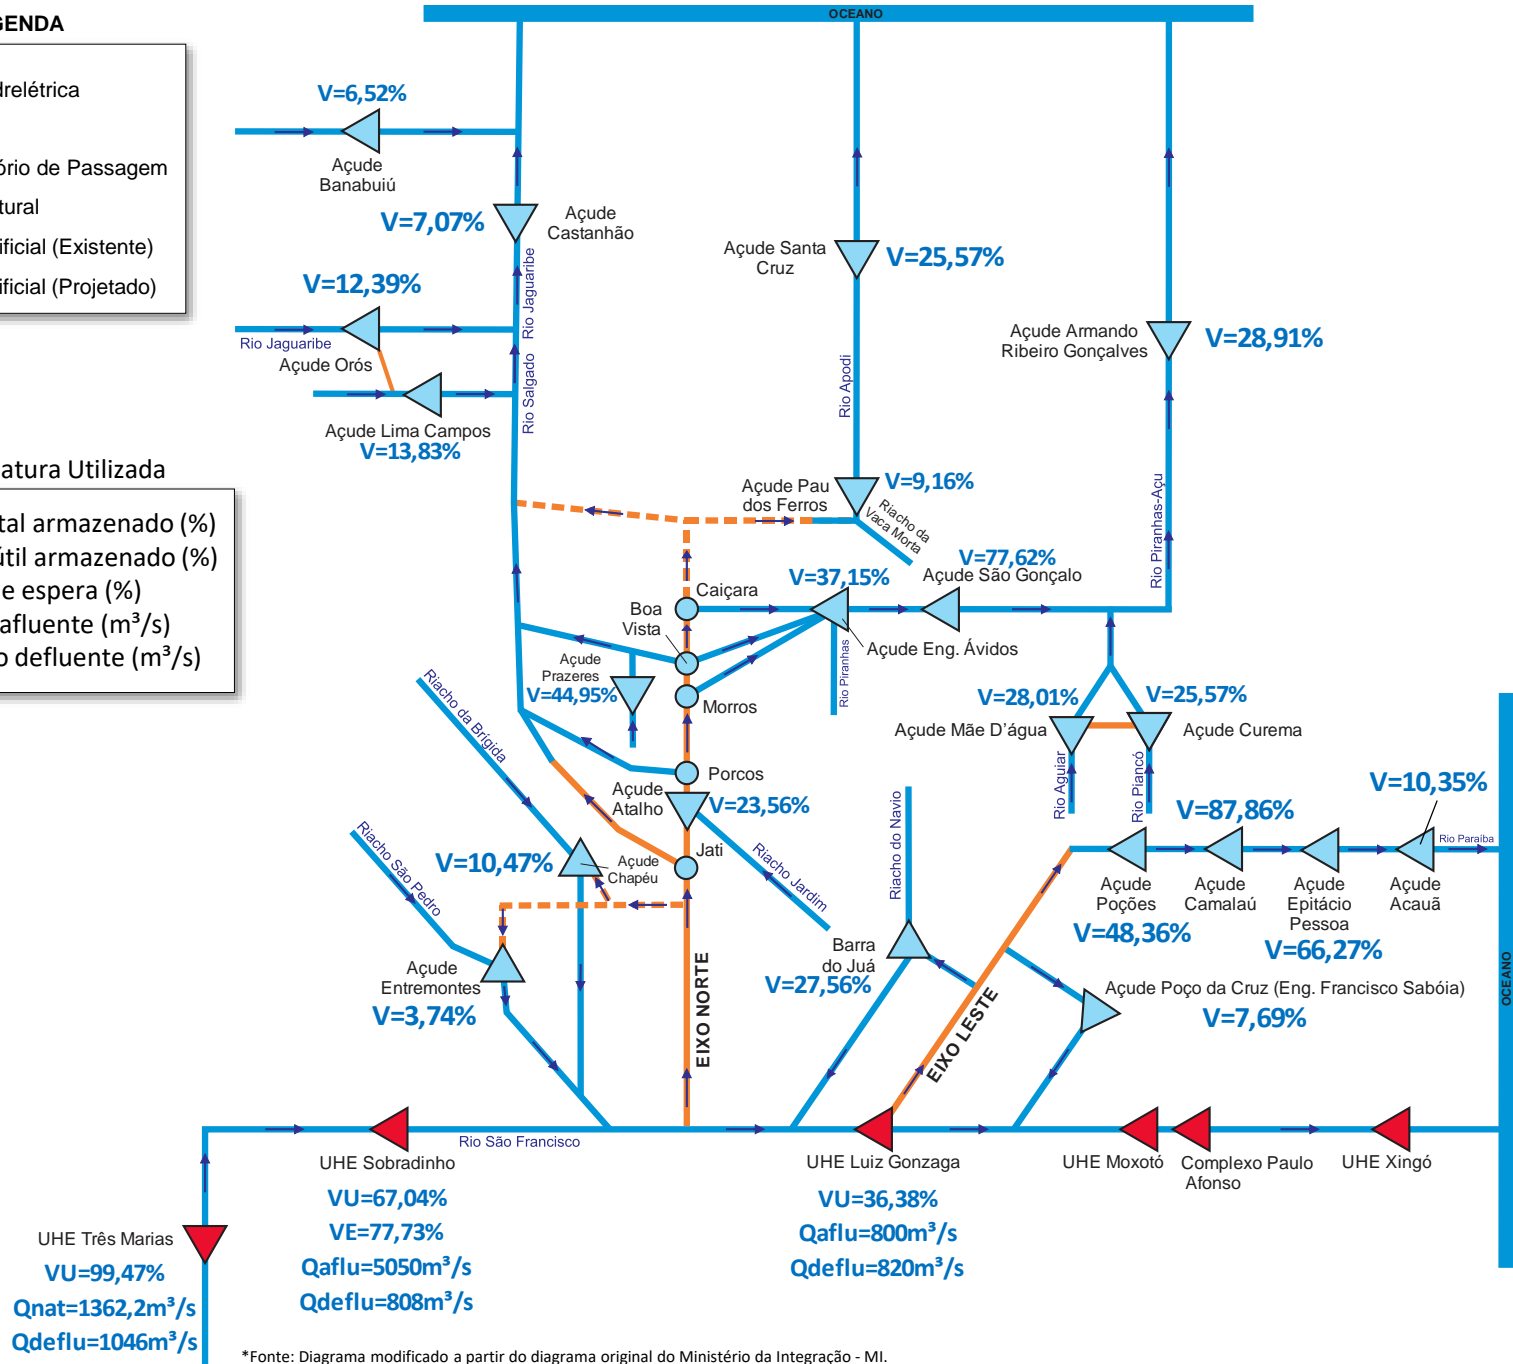 GENDA
drelétrica
ório de Passagem
tural
ificial (Existente)
ificial (Projetado)
atura Utilizada
tal armazenado (%)
útil armazenado (%)
e espera (%)
afluente (m³/s)
o defluente (m³/s)
OCEANO
V=6,52%
Açude
Banabuiú
V=7,07%
Açude
Castanhão
Rio Jaguaribe
V=12,39%
Rio Jaguaribe
Açude Orós
Rio Salgado
Açude Lima Campos
V=13,83%
Açude Santa
Cruz
V=25,57%
Rio Apodi
Açude Armando
Ribeiro Gonçalves
V=28,91%
Açude Pau
dos Ferros
V=9,16%
Riacho da
Vaca Morta
Rio Piranhas-Açu
V=77,62%
Açude São Gonçalo
V=37,15%
Açude Eng. Ávidos
Rio Piranhas
Caiçara
Boa
Vista
Morros
Açude
Prazeres
V=44,95%
Porcos
Açude
Atalho
V=23,56%
Jati
Riacho Jardim
Riacho da Brígida
Riacho São Pedro
V=10,47%
Açude
Chapéu
Açude
Entremontes
V=3,74%
EIXO NORTE
V=28,01%
Açude Mãe D'água
V=25,57%
Açude Curema
Rio Aguiar
Rio Piancó
V=10,35%
V=87,86%
Rio Paraíba
Açude
Poções
V=48,36%
Açude
Camalaú
Açude
Epitácio
Pessoa
V=66,27%
Açude
Acauã
Riacho do Navio
Barra
do Juá
V=27,56%
EIXO LESTE
Açude Poço da Cruz (Eng. Francisco Sabóia)
V=7,69%
OCEANO
Rio São Francisco
UHE Sobradinho
VU=67,04%
VE=77,73%
Qaflu=5050m³/s
Qdeflu=808m³/s
UHE Luiz Gonzaga
VU=36,38%
Qaflu=800m³/s
Qdeflu=820m³/s
UHE Moxotó
Complexo Paulo
Afonso
UHE Xingó
UHE Três Marias
VU=99,47%
Qnat=1362,2m³/s
Qdeflu=1046m³/s
*Fonte: Diagrama modificado a partir do diagrama original do Ministério da Integração - MI.